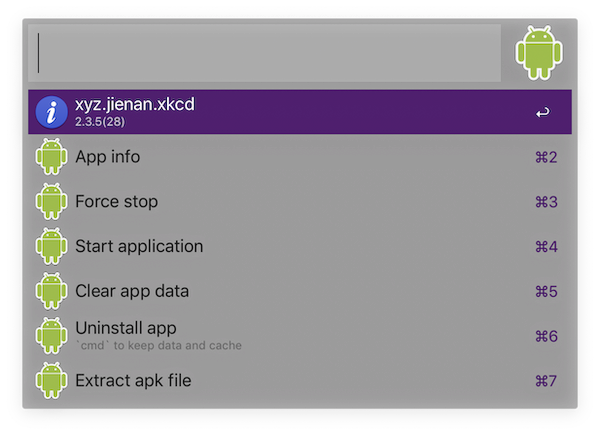 xyz.jienan.xkcd
2.3.5(28)
App info ⌘2
Force stop ⌘3
Start application ⌘4
Clear app data ⌘5
Uninstall app ⌘6
`cmd` to keep data and cache
Extract apk file ⌘7